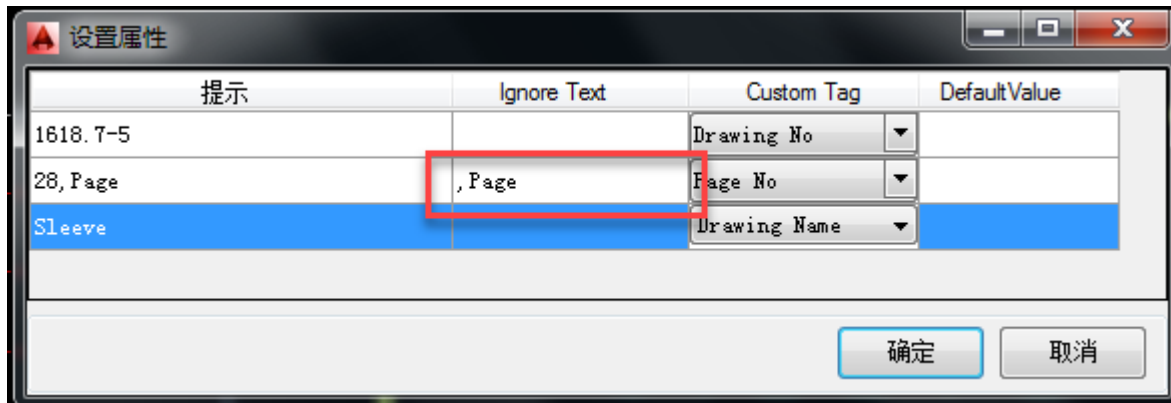 设置属性
提示 Ignore Text Custom Tag DefaultValue
1618.7-5 Drawing No
28,Page ,Page Page No
Sleeve Drawing Name
确定 取消